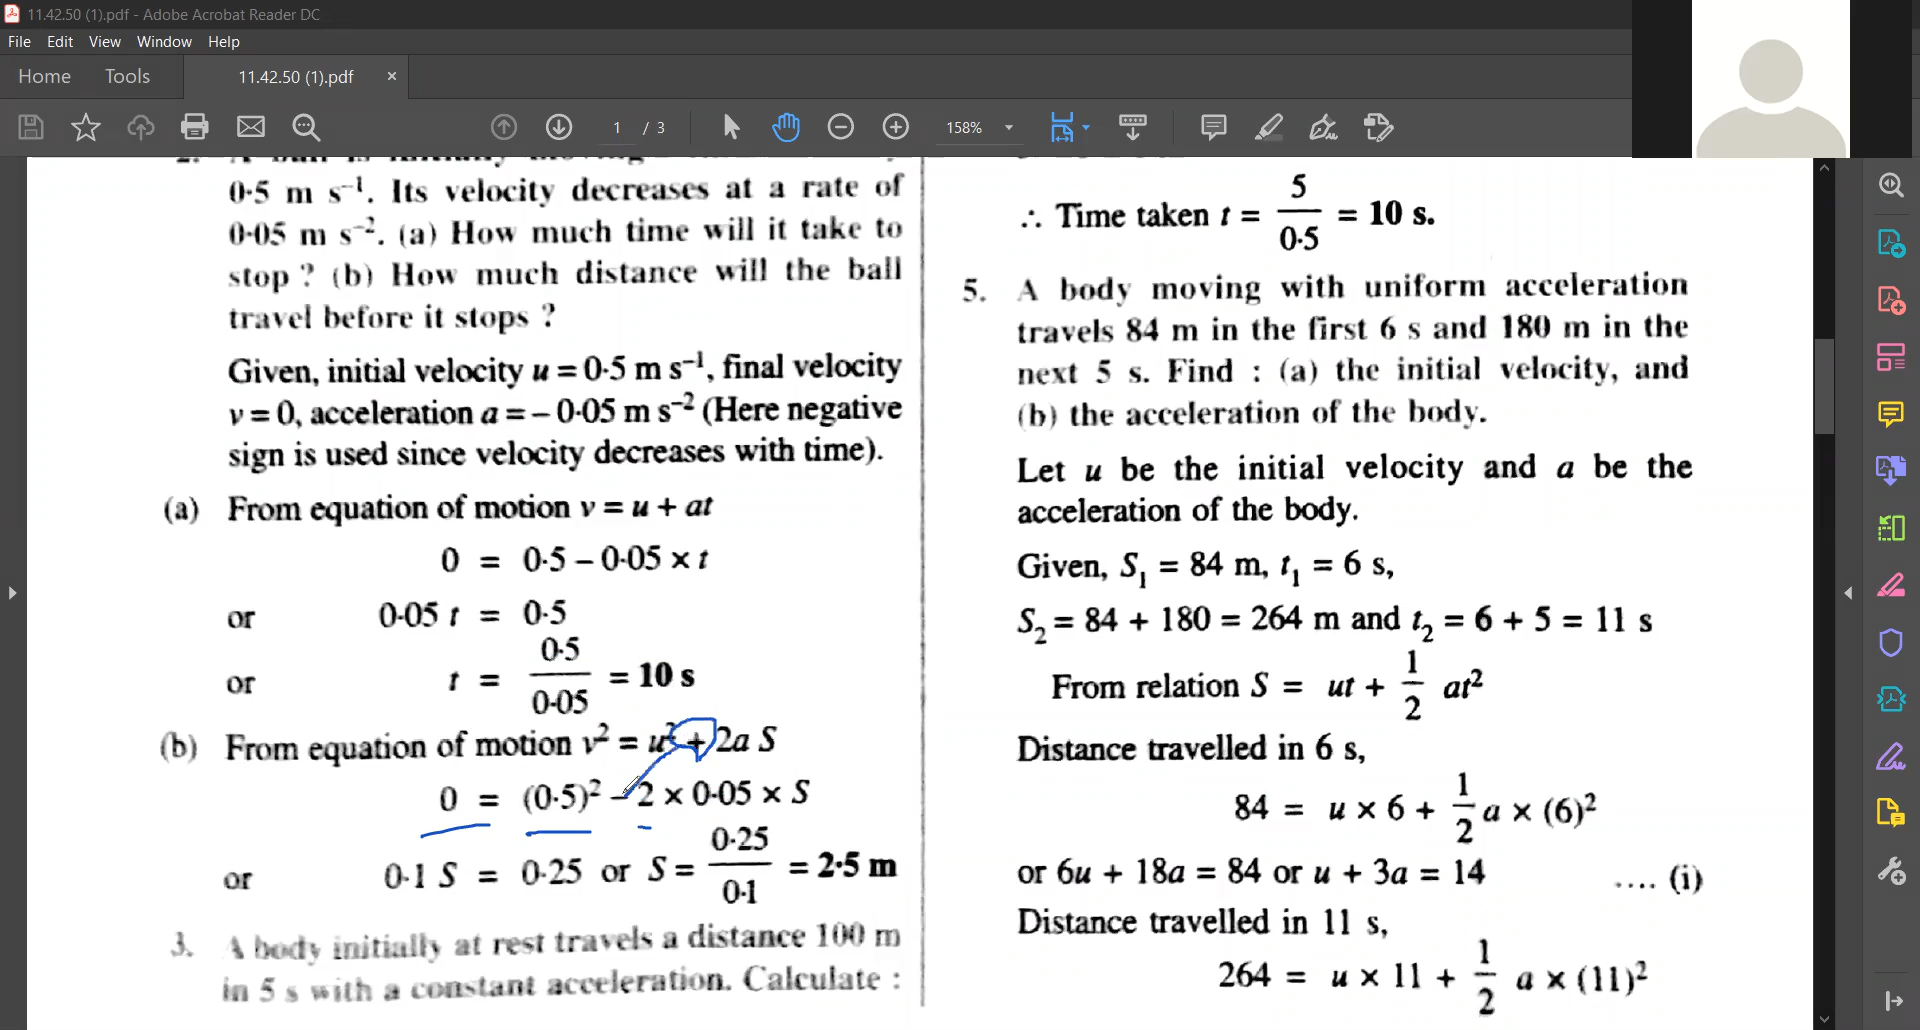 11.42.50 (1).pdf - Adobe Acrobat Reader DC
File Edit View Window Help
Home Tools 11.42.50 (1).pdf ×
1 / 3 158%
2. A ball is initially moving
0·5 m s⁻¹. Its velocity decreases at a rate of
0·05 m s⁻². (a) How much time will it take to
stop ? (b) How much distance will the ball
travel before it stops ?
Given, initial velocity u = 0·5 m s⁻¹, final velocity
v = 0, acceleration a = – 0·05 m s⁻² (Here negative
sign is used since velocity decreases with time).
(a) From equation of motion v = u + at
0 = 0·5 – 0·05 × t
or 0·05 t = 0·5
or t = 0·5 / 0·05 = 10 s
(b) From equation of motion v² = u² + 2a S
0 = (0·5)² – 2 × 0·05 × S
or 0·1 S = 0·25 or S = 0·25 / 0·1 = 2·5 m
3. A body initially at rest travels a distance 100 m
in 5 s with a constant acceleration. Calculate :
∴ Time taken t = 5 / 0·5 = 10 s.
5. A body moving with uniform acceleration
travels 84 m in the first 6 s and 180 m in the
next 5 s. Find : (a) the initial velocity, and
(b) the acceleration of the body.
Let u be the initial velocity and a be the
acceleration of the body.
Given, S₁ = 84 m, t₁ = 6 s,
S₂ = 84 + 180 = 264 m and t₂ = 6 + 5 = 11 s
From relation S = ut + 1/2 at²
Distance travelled in 6 s,
84 = u × 6 + 1/2 a × (6)²
or 6u + 18a = 84 or u + 3a = 14 .... (i)
Distance travelled in 11 s,
264 = u × 11 + 1/2 a × (11)²